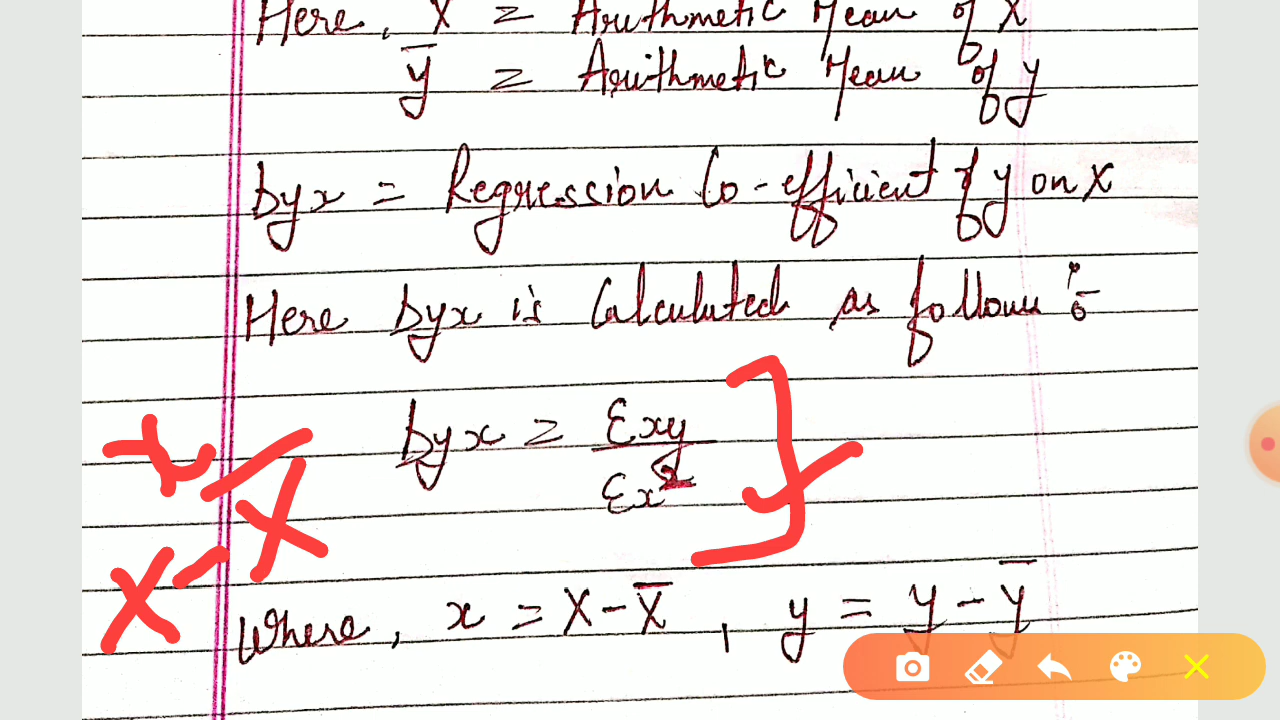 Here, X̄ = Arithmetic Mean of X
ȳ = Arithmetic Mean of y
byx = Regression Co-efficient of y on X
Here byx is Calculated as follows :-
byx = Σxy / Σx²
x
X - X̄
Where, x = X - X̄ , y = y - ȳ